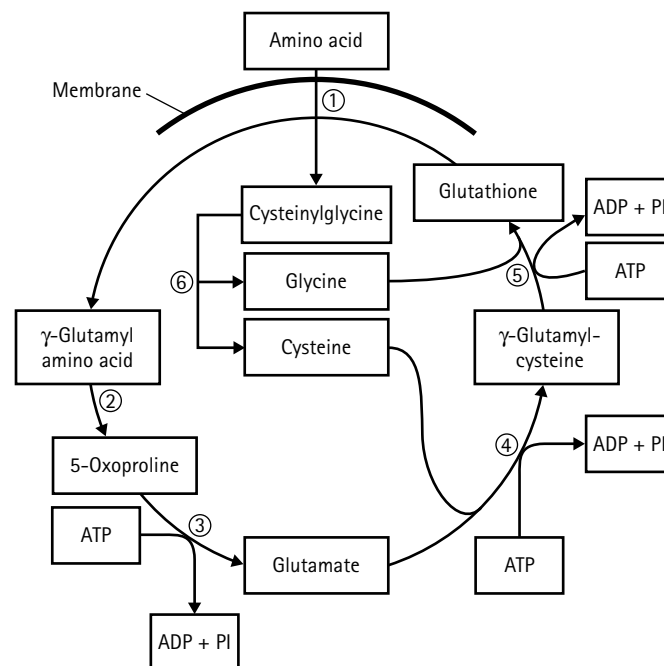 Amino acid
Membrane
①
Glutathione
Cysteinylglycine
ADP + PI
⑤
ATP
⑥
Glycine
γ-Glutamyl
amino acid
Cysteine
γ-Glutamyl-
cysteine
②
④
ADP + PI
5-Oxoproline
③
ATP
Glutamate
ATP
ADP + PI